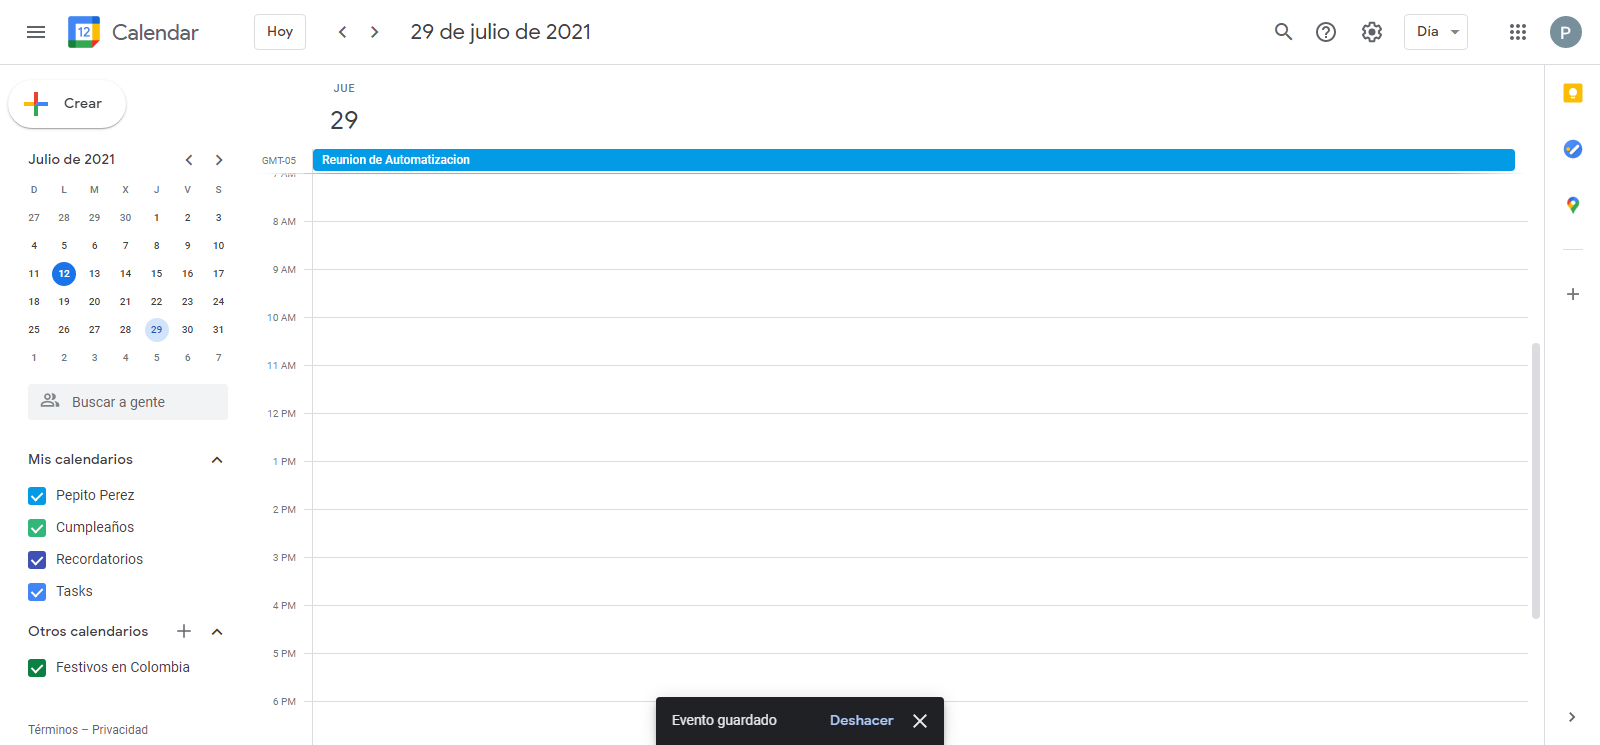 12 Calendar Hoy 29 de julio de 2021 Día P
Crear
JUE
29
Julio de 2021
GMT-05 Reunion de Automatizacion
7 AM
D L M X J V S
27 28 29 30 1 2 3
4 5 6 7 8 9 10
11 12 13 14 15 16 17
18 19 20 21 22 23 24
25 26 27 28 29 30 31
1 2 3 4 5 6 7
Buscar a gente
Mis calendarios
Pepito Perez
Cumpleaños
Recordatorios
Tasks
Otros calendarios
Festivos en Colombia
Términos – Privacidad
8 AM
9 AM
10 AM
11 AM
12 PM
1 PM
2 PM
3 PM
4 PM
5 PM
6 PM
Evento guardado Deshacer